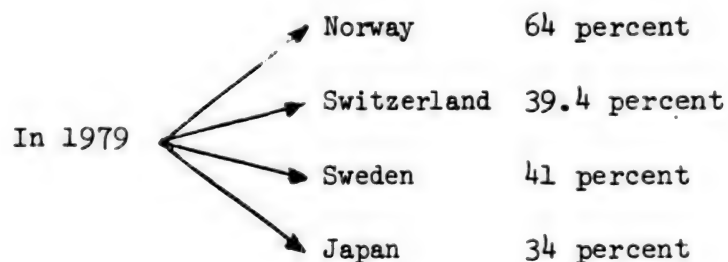 Norway 64 percent
Switzerland 39.4 percent
In 1979
Sweden 41 percent
Japan 34 percent